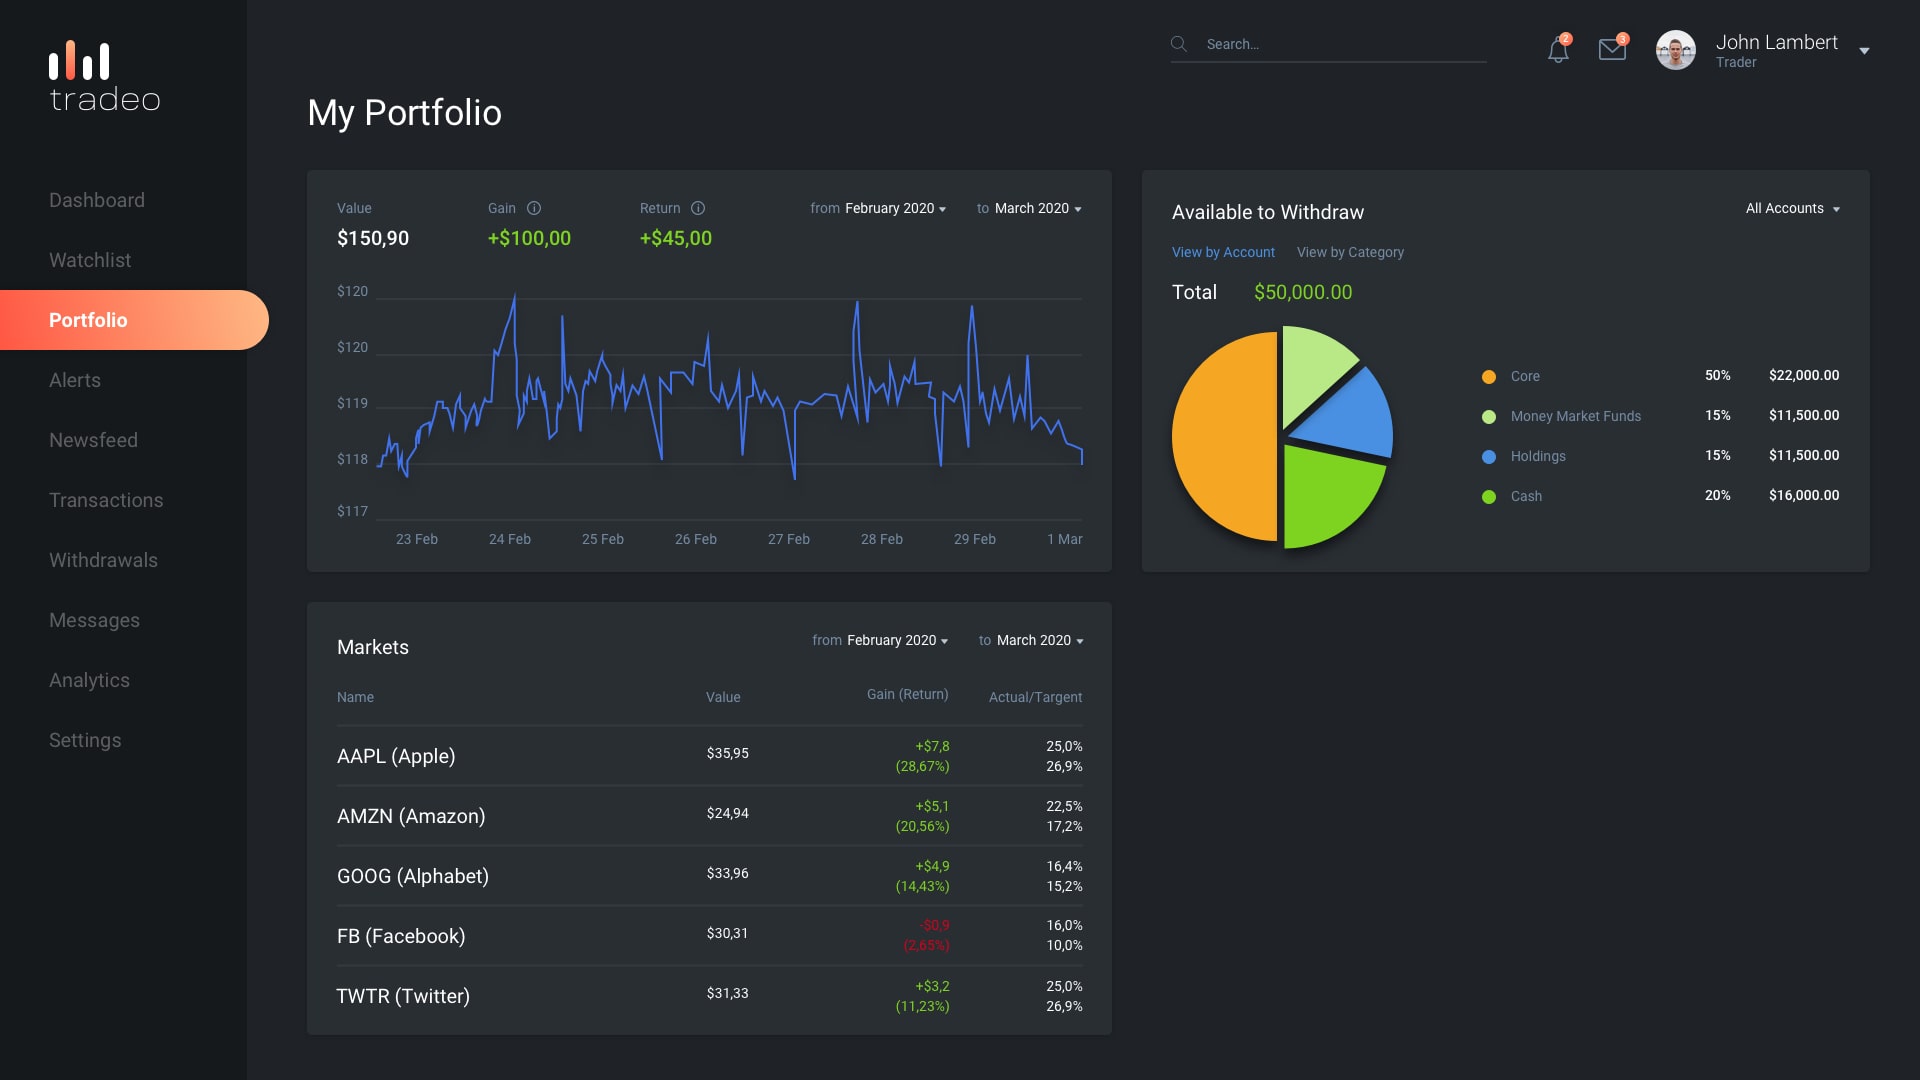 tradeo
Dashboard
Watchlist
Portfolio
Alerts
Newsfeed
Transactions
Withdrawals
Messages
Analytics
Settings
Search...
2
3
John Lambert
Trader
My Portfolio
Value Gain Return from February 2020 to March 2020
$150,90 +$100,00 +$45,00
$120
$120
$119
$118
$117
23 Feb 24 Feb 25 Feb 26 Feb 27 Feb 28 Feb 29 Feb 1 Mar
Available to Withdraw All Accounts
View by Account View by Category
Total $50,000.00
Core 50% $22,000.00
Money Market Funds 15% $11,500.00
Holdings 15% $11,500.00
Cash 20% $16,000.00
Markets from February 2020 to March 2020
Name Value Gain (Return) Actual/Targent
AAPL (Apple) $35,95 +$7,8 25,0%
(28,67%) 26,9%
AMZN (Amazon) $24,94 +$5,1 22,5%
(20,56%) 17,2%
GOOG (Alphabet) $33,96 +$4,9 16,4%
(14,43%) 15,2%
FB (Facebook) $30,31 -$0,9 16,0%
(2,65%) 10,0%
TWTR (Twitter) $31,33 +$3,2 25,0%
(11,23%) 26,9%